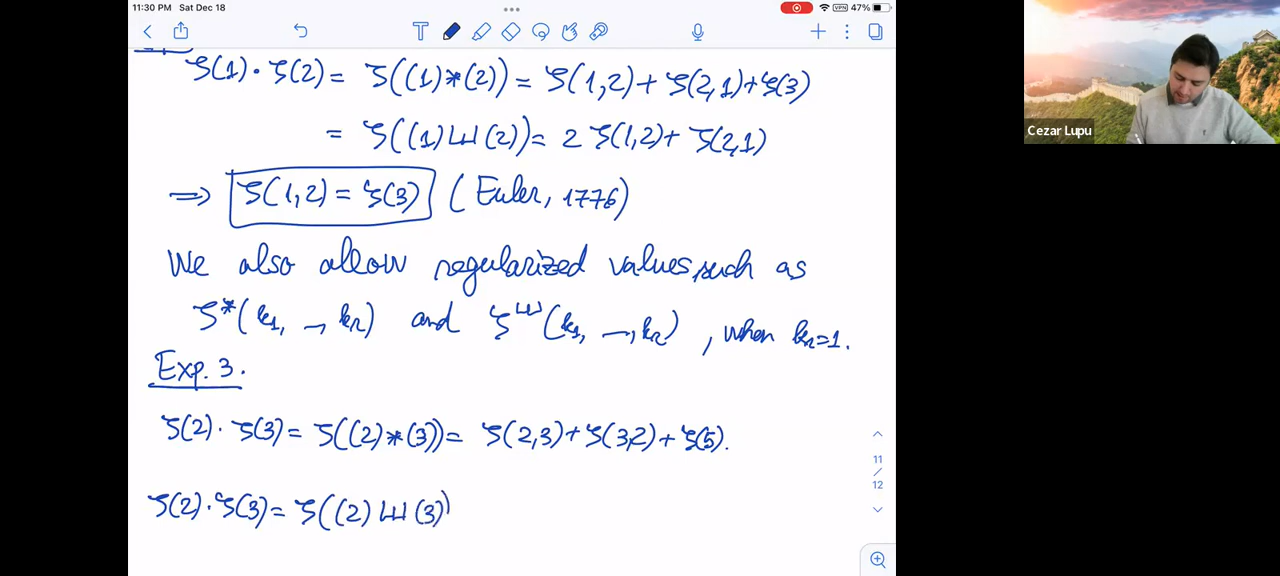 11:30 PM Sat Dec 18
VPN 47%
ζ(1)·ζ(2) = ζ((1)*(2)) = ζ(1,2) + ζ(2,1) + ζ(3)
= ζ((1)Ш(2)) = 2 ζ(1,2) + ζ(2,1)
⇒ ζ(1,2) = ζ(3) (Euler, 1776)
We also allow regularized values, such as
ζ*(k₁, ..., kᵣ) and ζᵂ(k₁, ..., kᵣ), when kᵣ=1.
Exp. 3.
ζ(2)·ζ(3) = ζ((2)*(3)) = ζ(2,3) + ζ(3,2) + ζ(5).
ζ(2)·ζ(3) = ζ((2)Ш(3))
11
/
12
Cezar Lupu